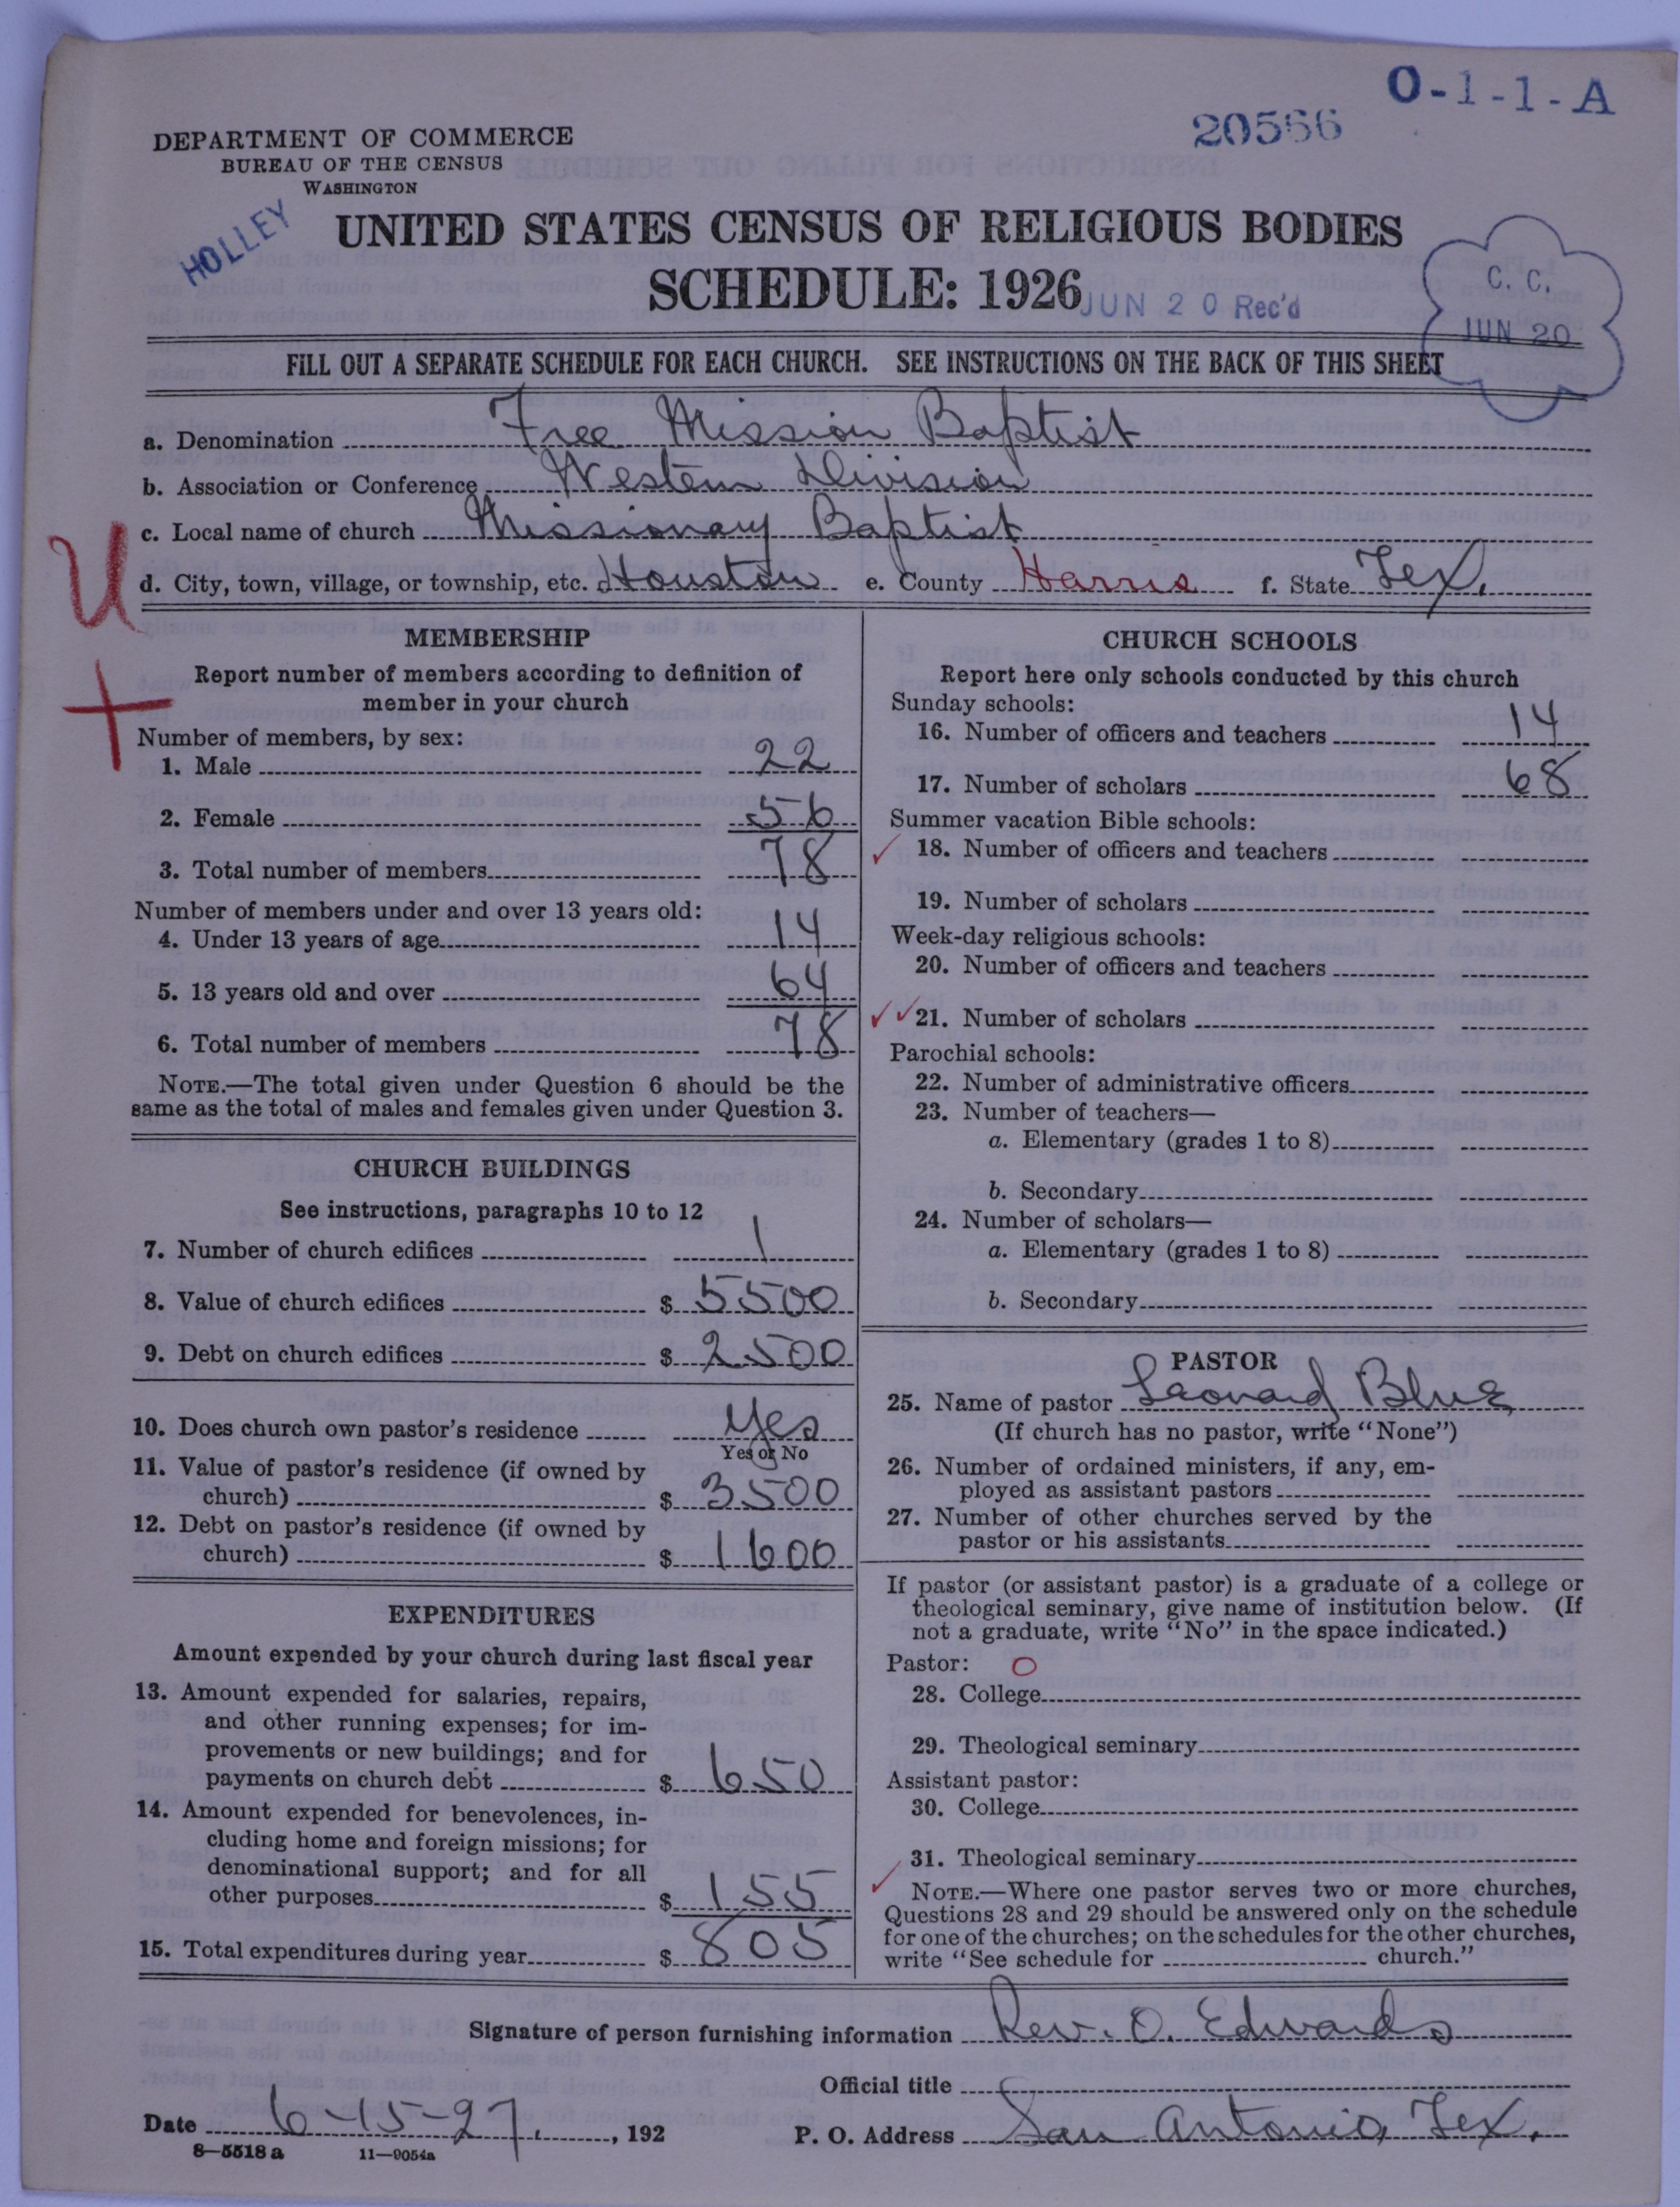 O-1-1-A
20566
DEPARTMENT OF COMMERCE
BUREAU OF THE CENSUS
WASHINGTON
HOLLEY
UNITED STATES CENSUS OF RELIGIOUS BODIES
SCHEDULE: 1926
JUN 20 Rec'd
C. C.
JUN 20
FILL OUT A SEPARATE SCHEDULE FOR EACH CHURCH. SEE INSTRUCTIONS ON THE BACK OF THIS SHEET
a. Denomination Free Mission Baptist
b. Association or Conference Western Division
c. Local name of church Missionary Baptist
d. City, town, village, or township, etc. Houston e. County Harris f. State Tex.
U
+
MEMBERSHIP
Report number of members according to definition of
member in your church
Number of members, by sex:
1. Male 22
2. Female 56
3. Total number of members 78
Number of members under and over 13 years old:
4. Under 13 years of age 14
5. 13 years old and over 64
6. Total number of members 78
NOTE.—The total given under Question 6 should be the
same as the total of males and females given under Question 3.
CHURCH BUILDINGS
See instructions, paragraphs 10 to 12
7. Number of church edifices 1
8. Value of church edifices $ 5500
9. Debt on church edifices $ 2500
10. Does church own pastor's residence Yes
Yes or No
11. Value of pastor's residence (if owned by
church) $ 3500
12. Debt on pastor's residence (if owned by
church) $ 1600
EXPENDITURES
Amount expended by your church during last fiscal year
13. Amount expended for salaries, repairs,
and other running expenses; for im-
provements or new buildings; and for
payments on church debt $ 650
14. Amount expended for benevolences, in-
cluding home and foreign missions; for
denominational support; and for all
other purposes $ 155
15. Total expenditures during year $ 805
CHURCH SCHOOLS
Report here only schools conducted by this church
Sunday schools:
16. Number of officers and teachers 14
17. Number of scholars 68
Summer vacation Bible schools:
18. Number of officers and teachers
19. Number of scholars
Week-day religious schools:
20. Number of officers and teachers
21. Number of scholars
Parochial schools:
22. Number of administrative officers
23. Number of teachers—
a. Elementary (grades 1 to 8)
b. Secondary
24. Number of scholars—
a. Elementary (grades 1 to 8)
b. Secondary
PASTOR
25. Name of pastor Leonard Blue
(If church has no pastor, write "None")
26. Number of ordained ministers, if any, em-
ployed as assistant pastors
27. Number of other churches served by the
pastor or his assistants
If pastor (or assistant pastor) is a graduate of a college or
theological seminary, give name of institution below. (If
not a graduate, write "No" in the space indicated.)
Pastor: O
28. College
29. Theological seminary
Assistant pastor:
30. College
31. Theological seminary
NOTE.—Where one pastor serves two or more churches,
Questions 28 and 29 should be answered only on the schedule
for one of the churches; on the schedules for the other churches,
write "See schedule for church."
Signature of person furnishing information Rev. O. Edwards
Official title
Date 6-15-27, 192
P. O. Address San Antonio, Tex.
8—5518 a 11—9054a